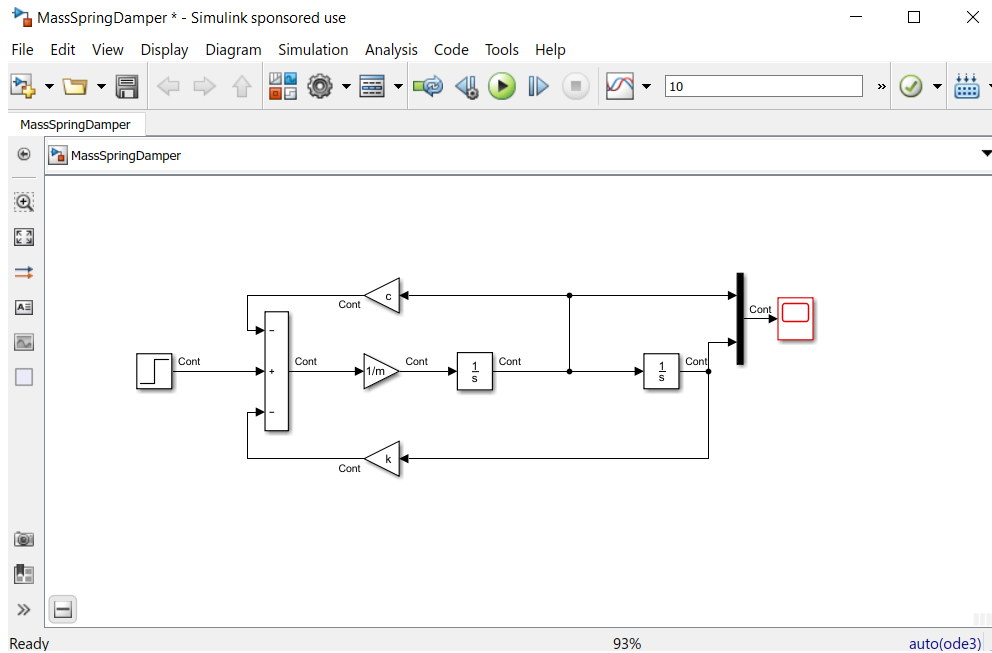 MassSpringDamper * - Simulink sponsored use
File Edit View Display Diagram Simulation Analysis Code Tools Help
10 »
MassSpringDamper
MassSpringDamper
c
Cont
Cont
−
Cont
Cont
+
1/m
Cont
1
s
Cont
1
s
Cont
−
k
Cont
A
»
Ready 93% auto(ode3)